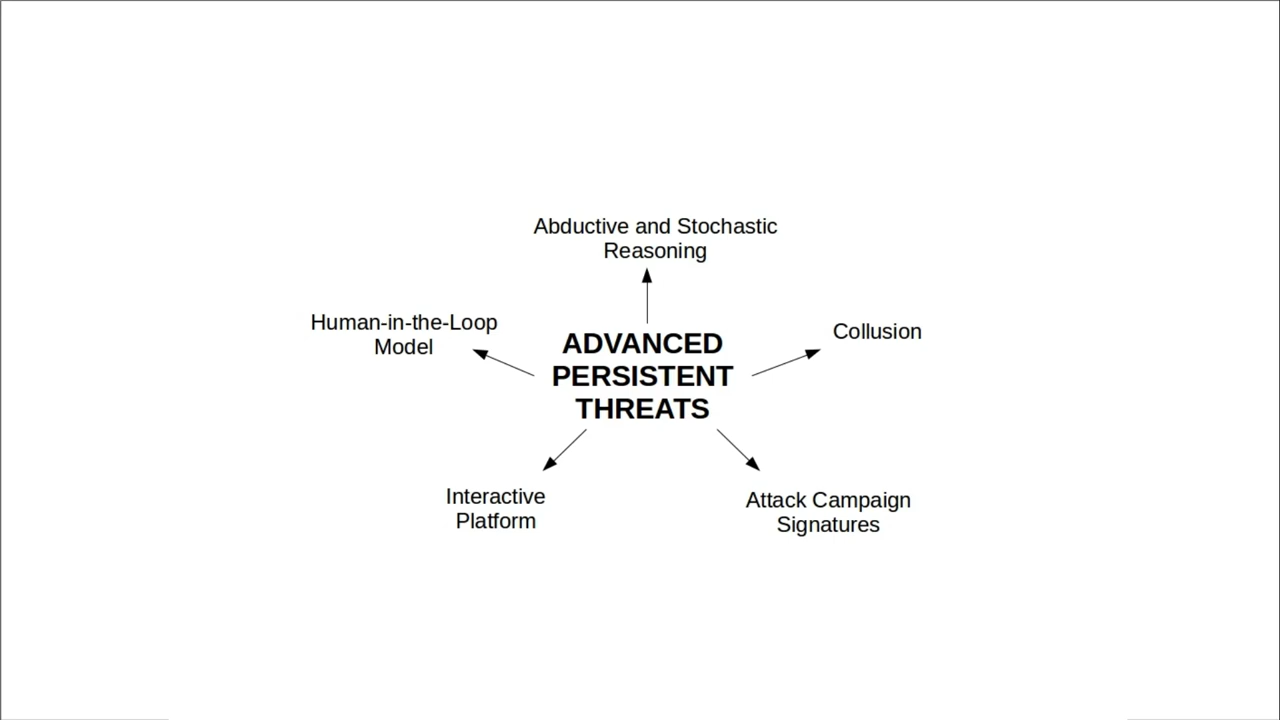 Abductive and Stochastic
Reasoning
Human-in-the-Loop
Model
Collusion
ADVANCED
PERSISTENT
THREATS
Interactive
Platform
Attack Campaign
Signatures